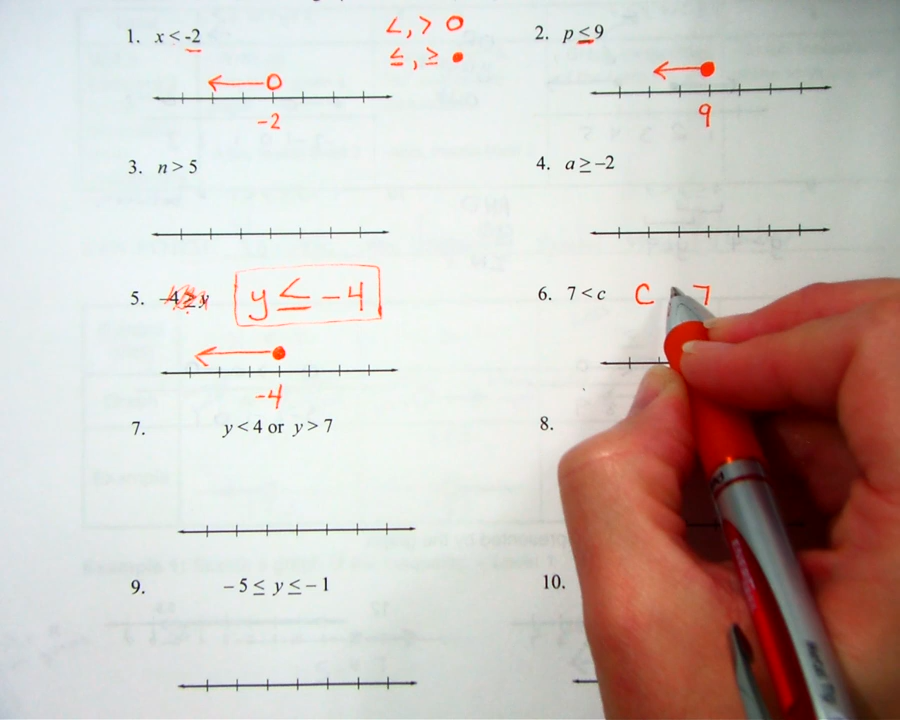 1. x < -2
<, > O
≤, ≥ ●
2. p ≤ 9
-2
9
3. n > 5
4. a ≥ -2
5. -4 ≥ y
y ≤ -4
6. 7 < c
C 7
-4
7. y < 4 or y > 7
8.
9. -5 ≤ y ≤ -1
10.